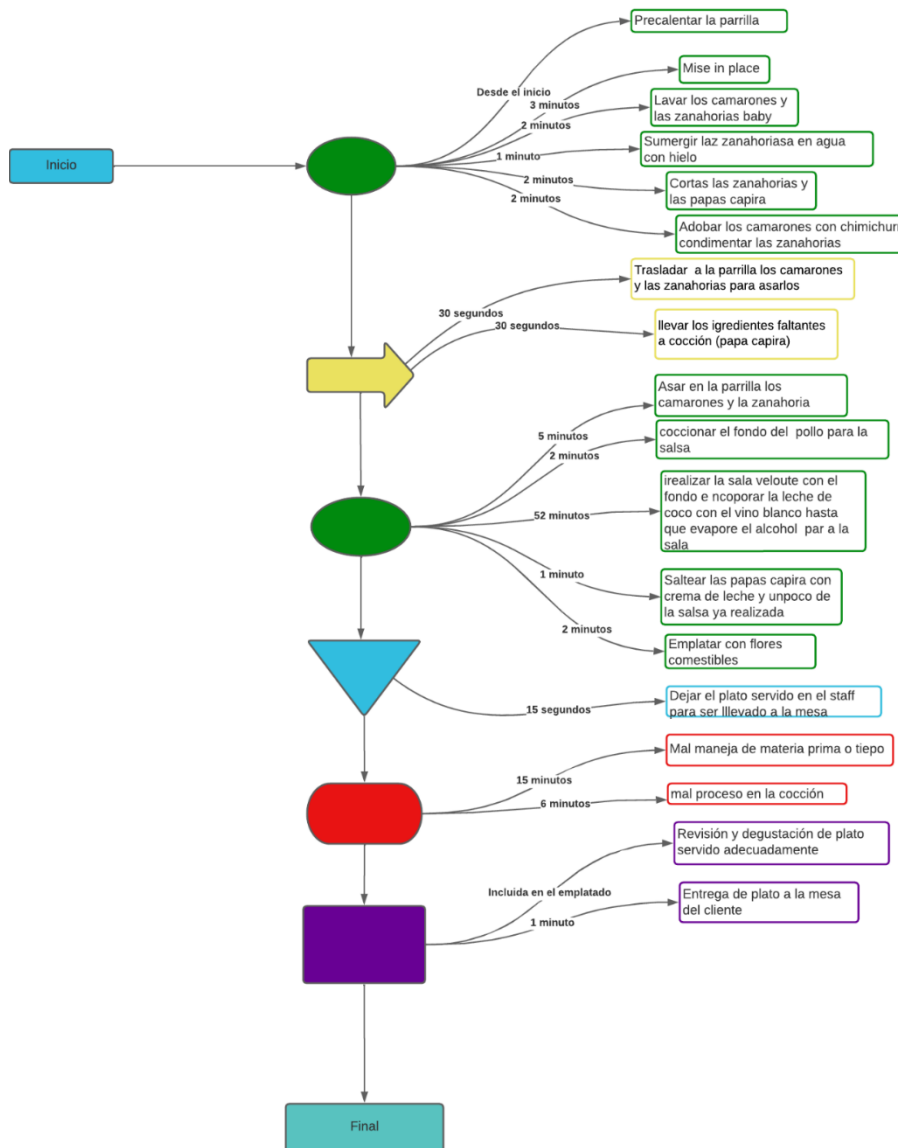 Precalentar la parrilla
Desde el inicio
Mise in place
3 minutos
Lavar los camarones y
las zanahorias baby
2 minutos
Inicio
Sumergir laz zanahoriasa en agua
con hielo
1 minuto
Cortas las zanahorias y
las papas capira
2 minutos
Adobar los camarones con chimichurr
condimentar las zanahorias
2 minutos
Trasladar a la parrilla los camarones
y las zanahorias para asarlos
30 segundos
llevar los igredientes faltantes
a cocción (papa capira)
30 segundos
Asar en la parrilla los
camarones y la zanahoria
5 minutos
coccionar el fondo del pollo para la
salsa
2 minutos
irealizar la sala veloute con el
fondo e ncoporar la leche de
coco con el vino blanco hasta
que evapore el alcohol par a la
sala
52 minutos
Saltear las papas capira con
crema de leche y unpoco de
la salsa ya realizada
1 minuto
Emplatar con flores
comestibles
2 minutos
Dejar el plato servido en el staff
para ser lllevado a la mesa
15 segundos
Mal maneja de materia prima o tiepo
15 minutos
mal proceso en la cocción
6 minutos
Revisión y degustación de plato
servido adecuadamente
Incluida en el emplatado
Entrega de plato a la mesa
del cliente
1 minuto
Final